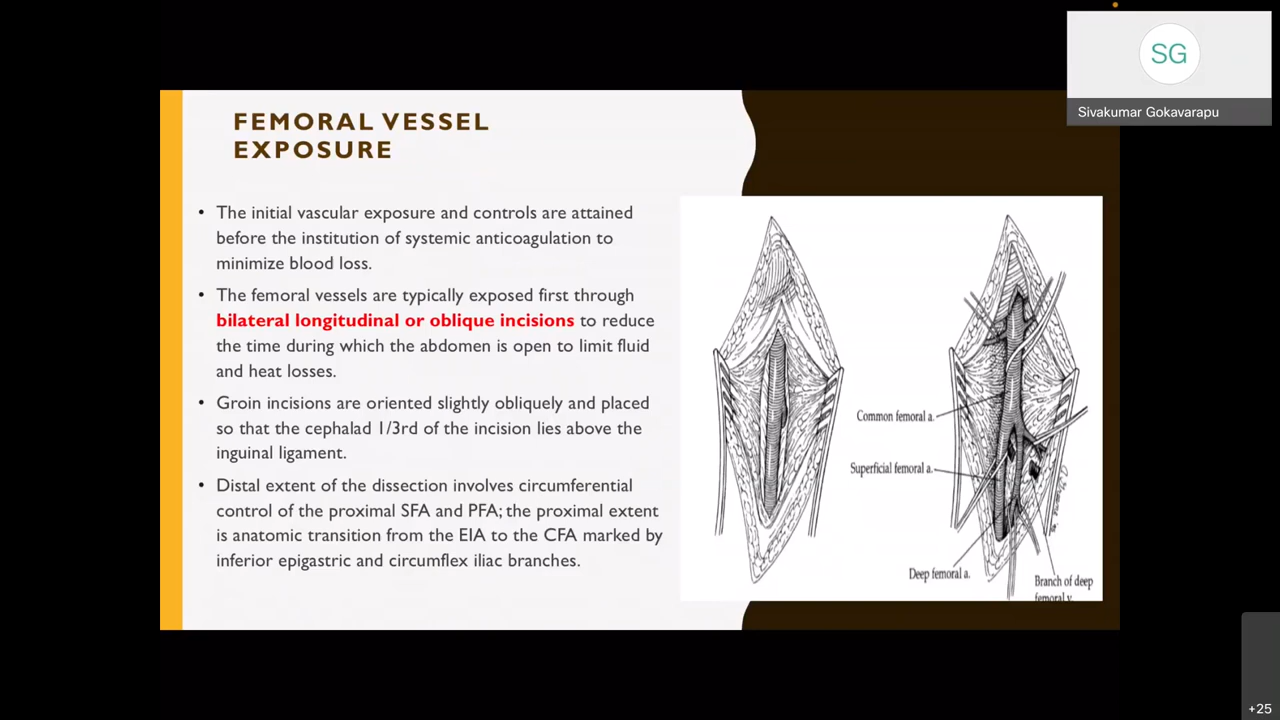 SG
Sivakumar Gokavarapu
FEMORAL VESSEL
EXPOSURE
• The initial vascular exposure and controls are attained
before the institution of systemic anticoagulation to
minimize blood loss.
• The femoral vessels are typically exposed first through
bilateral longitudinal or oblique incisions to reduce
the time during which the abdomen is open to limit fluid
and heat losses.
• Groin incisions are oriented slightly obliquely and placed
so that the cephalad 1/3rd of the incision lies above the
inguinal ligament.
• Distal extent of the dissection involves circumferential
control of the proximal SFA and PFA; the proximal extent
is anatomic transition from the EIA to the CFA marked by
inferior epigastric and circumflex iliac branches.
Common femoral a.
Superficial femoral a.
Deep femoral a.
Branch of deep
femoral v.
+25